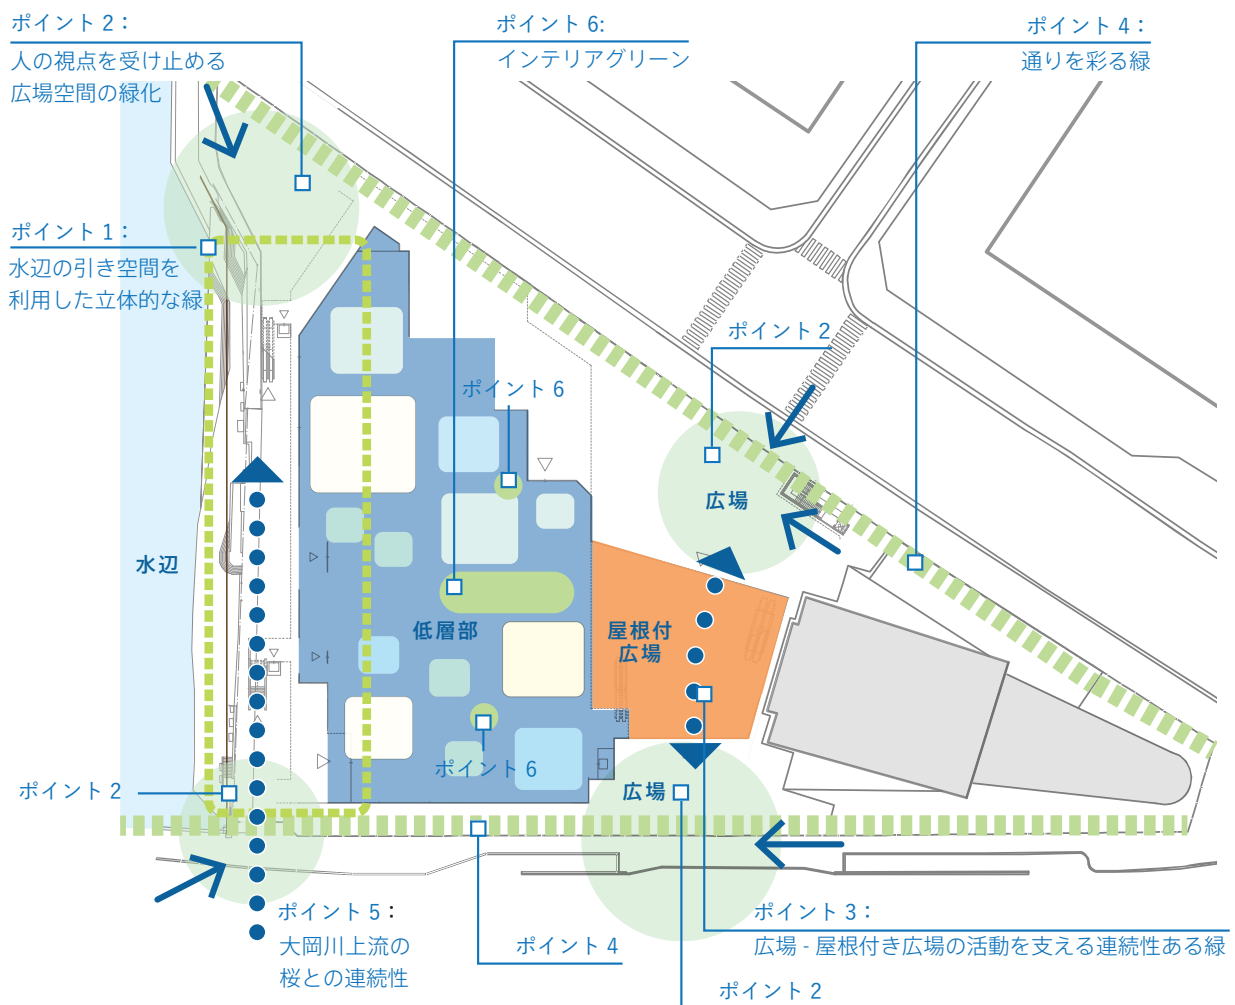 ポイント 2：
人の視点を受け止める
広場空間の緑化
ポイント 6:
インテリアグリーン
ポイント 4：
通りを彩る緑
ポイント 1：
水辺の引き空間を
利用した立体的な緑
ポイント 2
ポイント 6
広場
水辺
低層部
屋根付
広場
ポイント 6
ポイント 2
広場
ポイント 5：
大岡川上流の
桜との連続性
ポイント 4
ポイント 3：
広場 - 屋根付き広場の活動を支える連続性ある緑
ポイント 2